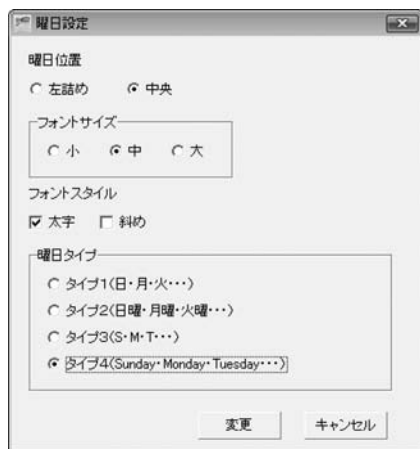 曜日設定
曜日位置
左詰め 中央
フォントサイズ
小 中 大
フォントスタイル
太字 斜め
曜日タイプ
タイプ1(日・月・火・・・)
タイプ2(日曜・月曜・火曜・・・)
タイプ3(S・M・T・・・)
タイプ4(Sunday・Monday・Tuesday・・・)
変更 キャンセル